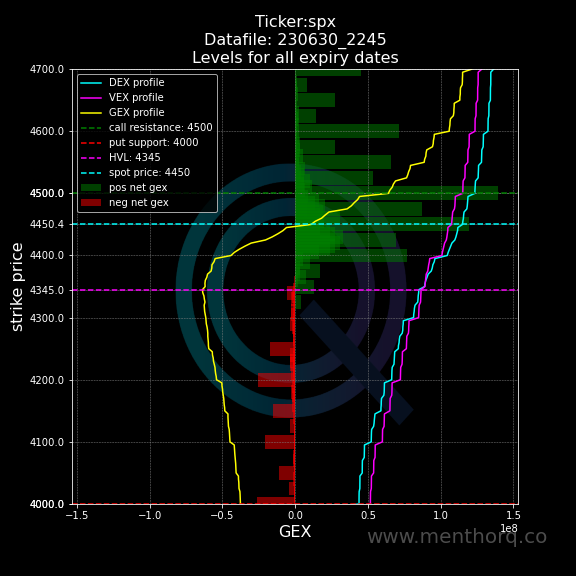 Ticker:spx
Datafile: 230630_2245
Levels for all expiry dates
DEX profile
VEX profile
GEX profile
call resistance: 4500
put support: 4000
HVL: 4345
spot price: 4450
pos net gex
neg net gex
strike price
4700.0
4600.0
4500.0
4450.4
4400.0
4345.0
4300.0
4200.0
4100.0
4000.0
−1.5 −1.0 −0.5 0.0 0.5 1.0 1.5
1e8
GEX
www.menthorq.co